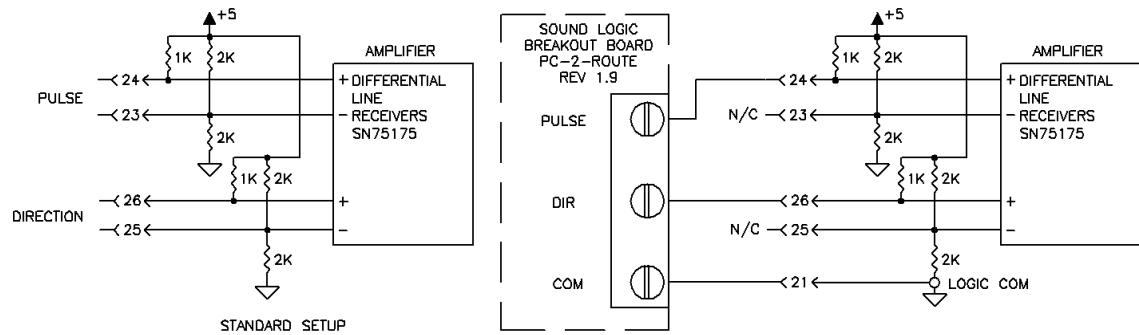 +5
1K
2K
AMPLIFIER
24
+ DIFFERENTIAL
LINE
PULSE
23
- RECEIVERS
SN75175
2K
1K
2K
26
+
DIRECTION
25
-
2K
STANDARD SETUP
SOUND LOGIC
BREAKOUT BOARD
PC-2-ROUTE
REV 1.9
PULSE
DIR
COM
+5
1K
2K
AMPLIFIER
24
+ DIFFERENTIAL
LINE
N/C
23
- RECEIVERS
SN75175
2K
1K
2K
26
+
N/C
25
-
2K
21
LOGIC COM